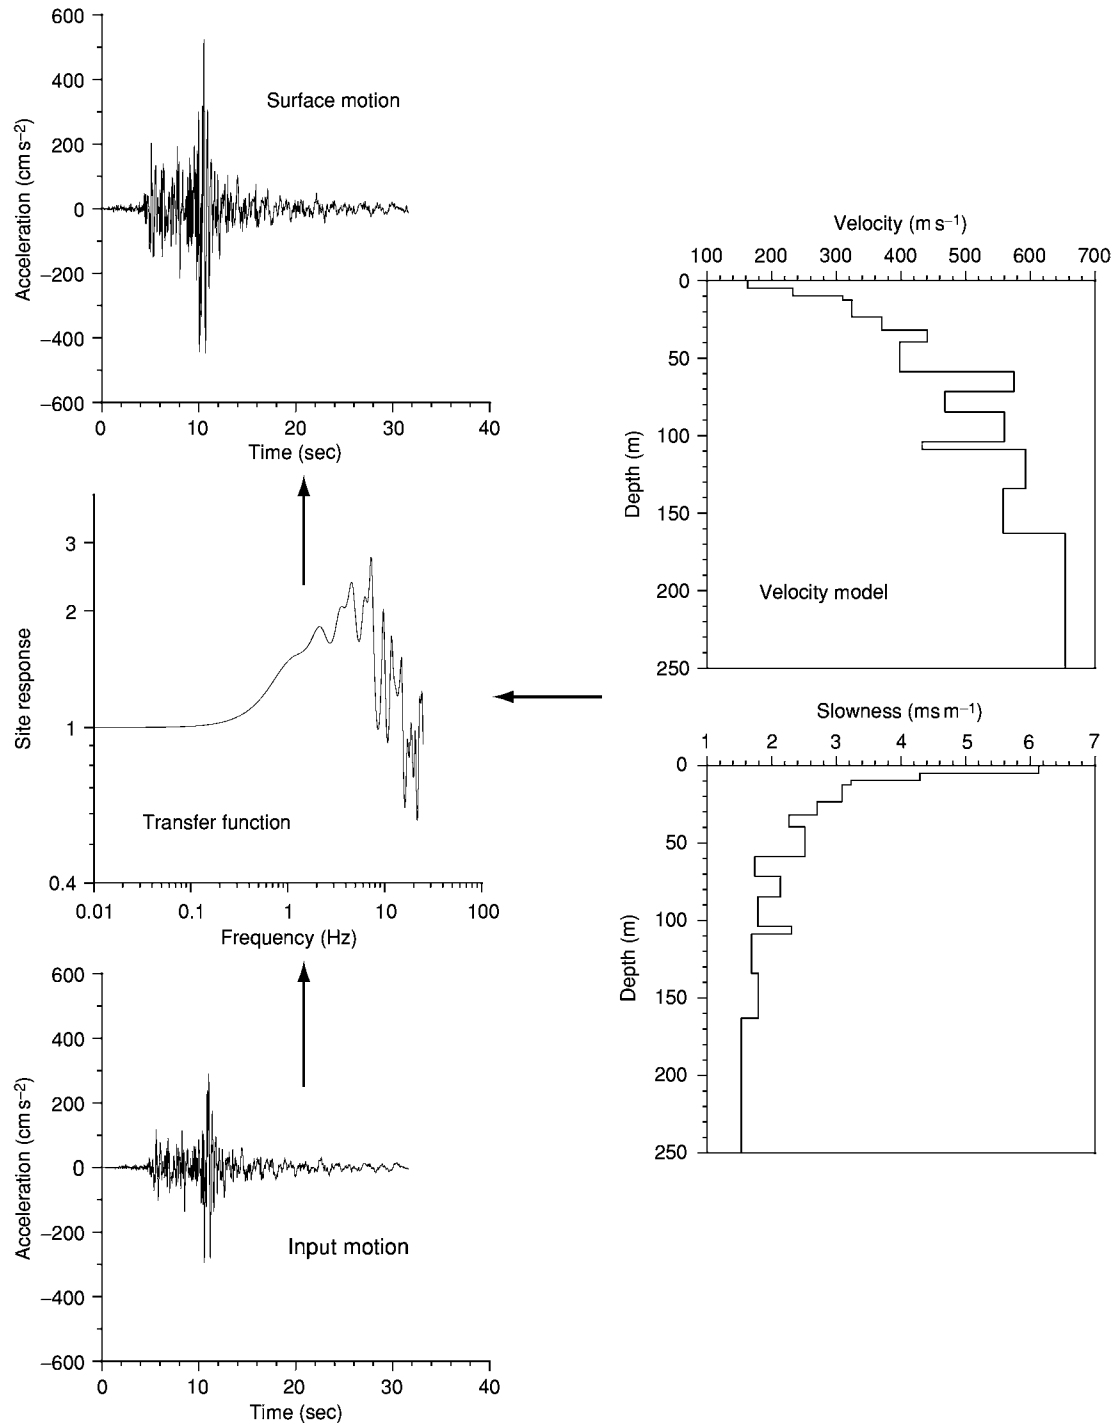 600
400
200
0
−200
−400
−600
Acceleration (cm s−2)
Surface motion
0 10 20 30 40
Time (sec)
3
2
1
0.4
Site response
Transfer function
0.01 0.1 1 10 100
Frequency (Hz)
600
400
200
0
−200
−400
−600
Acceleration (cm s−2)
Input motion
0 10 20 30 40
Time (sec)
Velocity (m s−1)
100 200 300 400 500 600 700
0
50
100
150
200
250
Depth (m)
Velocity model
Slowness (ms m−1)
1 2 3 4 5 6 7
0
50
100
150
200
250
Depth (m)